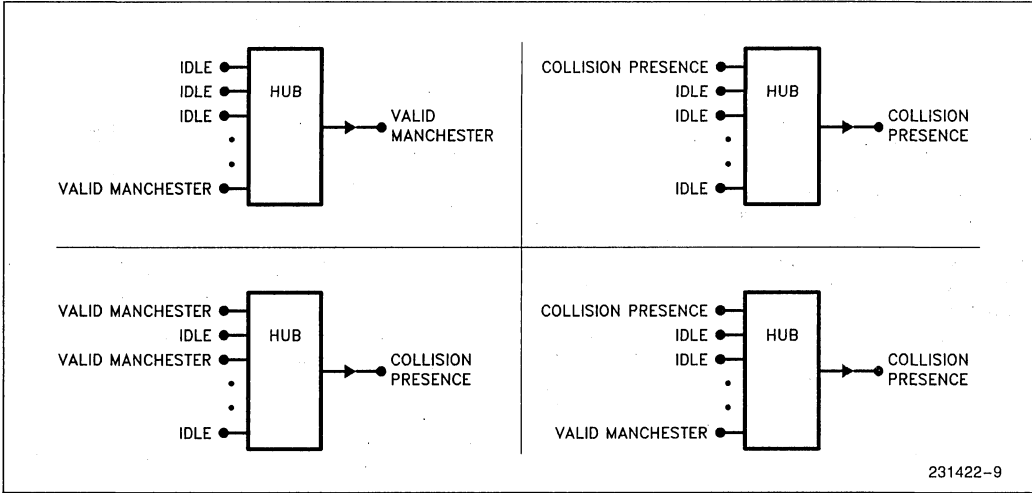 IDLE
IDLE
IDLE
VALID MANCHESTER
HUB
VALID
MANCHESTER
COLLISION PRESENCE
IDLE
IDLE
IDLE
HUB
COLLISION
PRESENCE
VALID MANCHESTER
IDLE
VALID MANCHESTER
IDLE
HUB
COLLISION
PRESENCE
COLLISION PRESENCE
IDLE
IDLE
VALID MANCHESTER
HUB
COLLISION
PRESENCE
231422-9